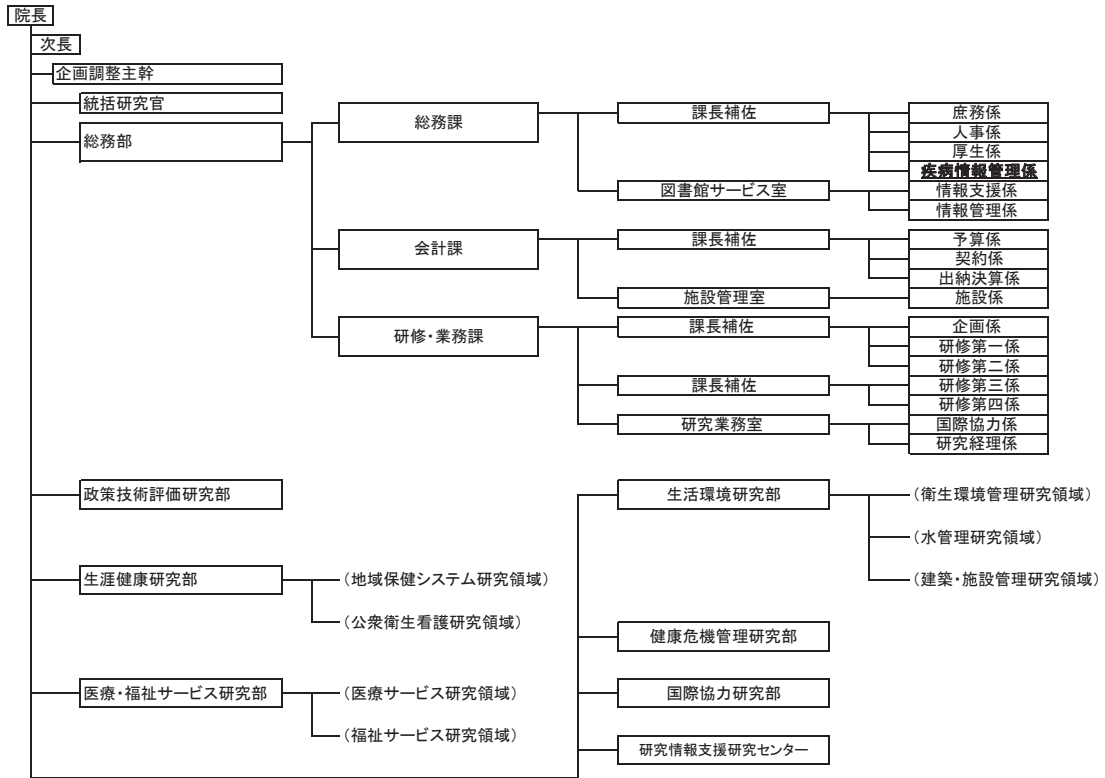 院長
次長
企画調整主幹
統括研究官
総務部
総務課
課長補佐
庶務係
人事係
厚生係
疾病情報管理係
図書館サービス室
情報支援係
情報管理係
会計課
課長補佐
予算係
契約係
出納決算係
施設管理室
施設係
研修・業務課
課長補佐
企画係
研修第一係
研修第二係
課長補佐
研修第三係
研修第四係
研究業務室
国際協力係
研究経理係
政策技術評価研究部
生涯健康研究部
(地域保健システム研究領域)
(公衆衛生看護研究領域)
医療・福祉サービス研究部
(医療サービス研究領域)
(福祉サービス研究領域)
生活環境研究部
(衛生環境管理研究領域)
(水管理研究領域)
(建築・施設管理研究領域)
健康危機管理研究部
国際協力研究部
研究情報支援研究センター